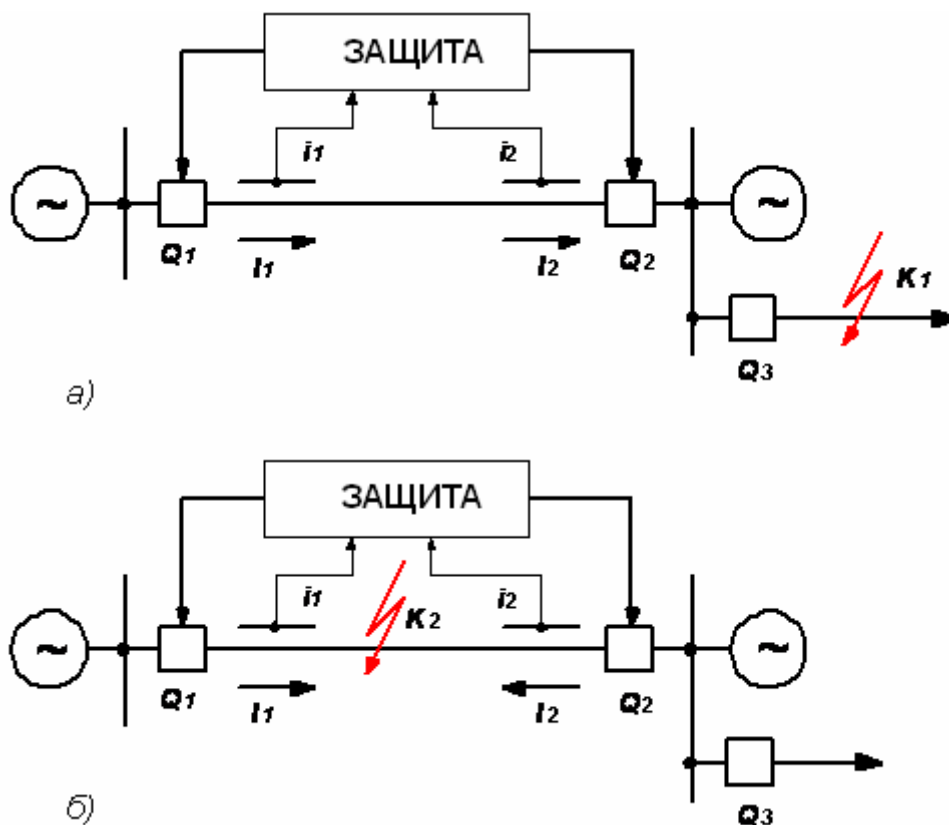 ЗАЩИТА
i1 i2
~ ~
Q1 I1 I2 Q2
K1
Q3
а)
ЗАЩИТА
i1 K2 i2
~ ~
Q1 I1 I2 Q2
Q3
б)